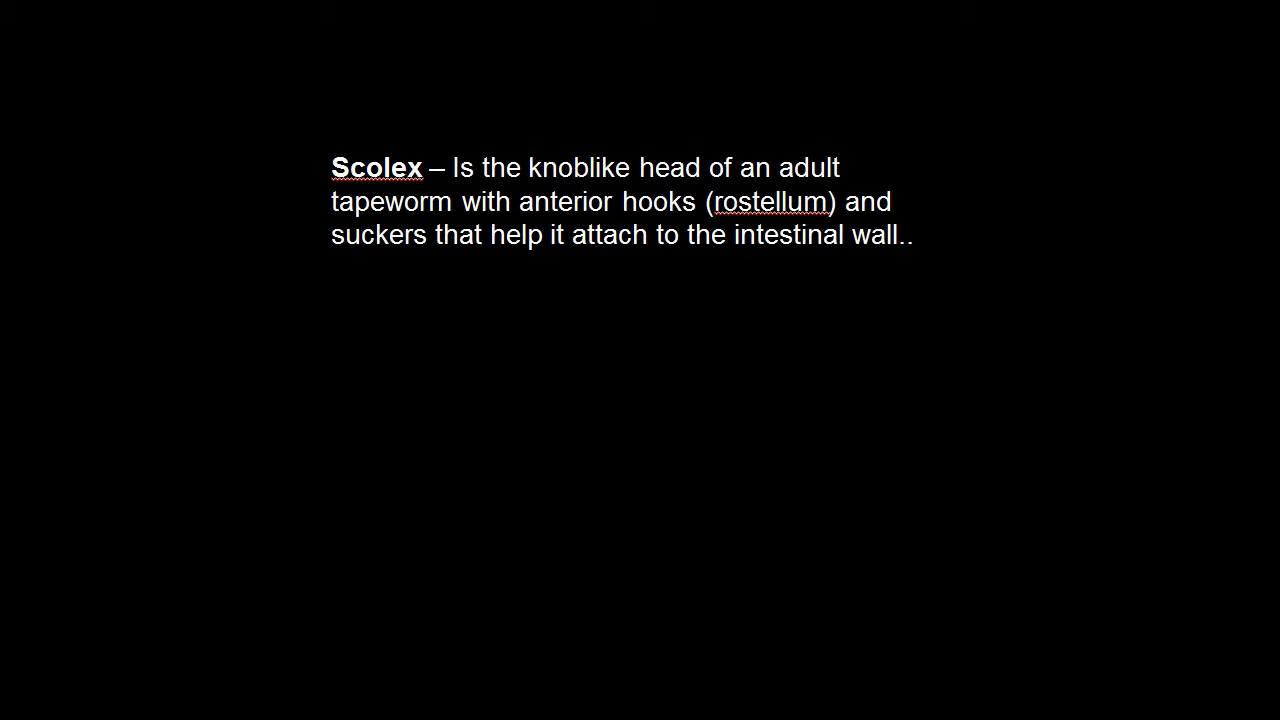 Scolex – Is the knoblike head of an adult
tapeworm with anterior hooks (rostellum) and
suckers that help it attach to the intestinal wall..